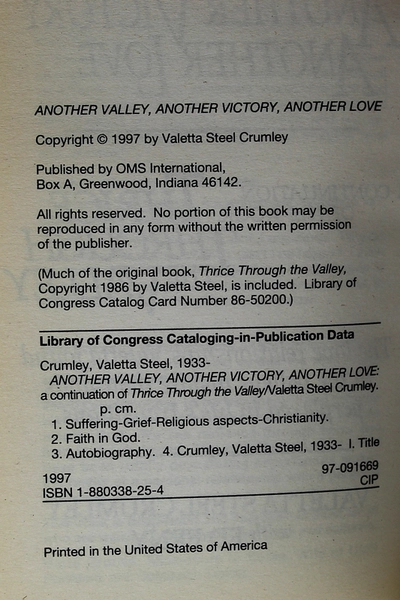 ANOTHER VALLEY, ANOTHER VICTORY, ANOTHER LOVE
Copyright © 1997 by Valetta Steel Crumley
Published by OMS International,
Box A, Greenwood, Indiana 46142.
All rights reserved. No portion of this book may be
reproduced in any form without the written permission
of the publisher.
(Much of the original book, Thrice Through the Valley,
Copyright 1986 by Valetta Steel, is included. Library of
Congress Catalog Card Number 86-50200.)
Library of Congress Cataloging-in-Publication Data
Crumley, Valetta Steel, 1933-
ANOTHER VALLEY, ANOTHER VICTORY, ANOTHER LOVE:
a continuation of Thrice Through the Valley/Valetta Steel Crumley.
p. cm.
1. Suffering-Grief-Religious aspects-Christianity.
2. Faith in God.
3. Autobiography. 4. Crumley, Valetta Steel, 1933- I. Title
1997 97-091669
ISBN 1-880338-25-4 CIP
Printed in the United States of America